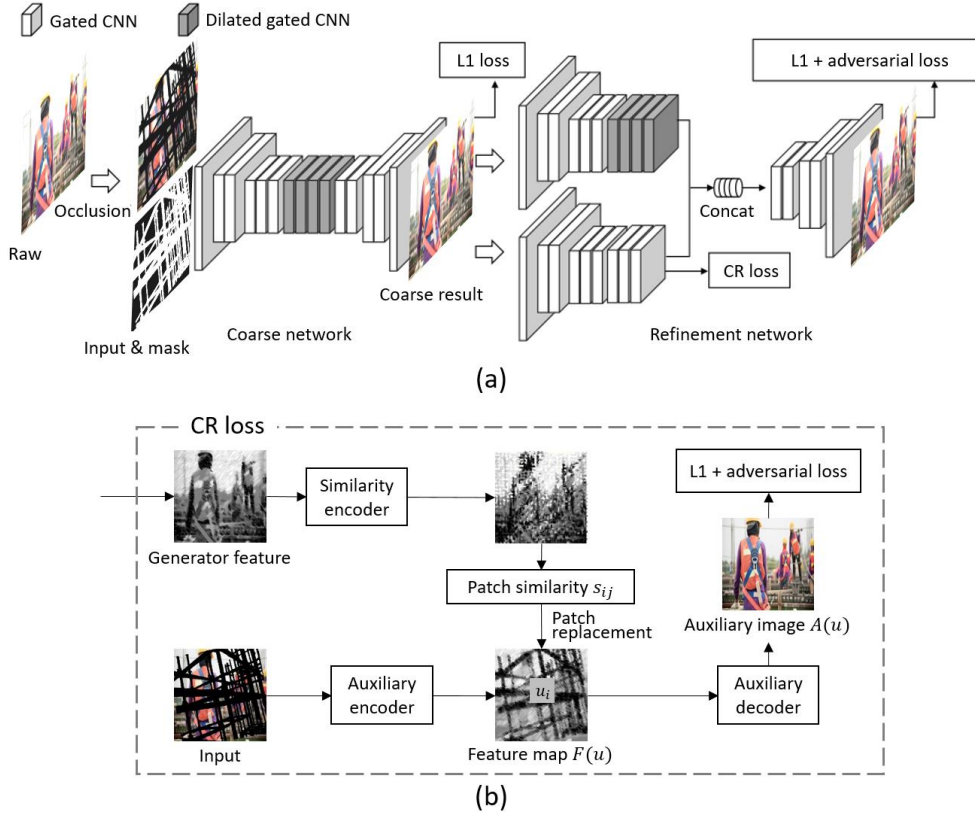 Gated CNN
Dilated gated CNN
L1 loss
L1 + adversarial loss
Occlusion
Raw
Concat
CR loss
Coarse result
Input & mask
Coarse network
Refinement network
(a)
CR loss
Similarity
encoder
L1 + adversarial loss
Generator feature
Patch similarity s_{ij}
Patch
replacement
Auxiliary image A(u)
Auxiliary
encoder
u_i
Auxiliary
decoder
Input
Feature map F(u)
(b)